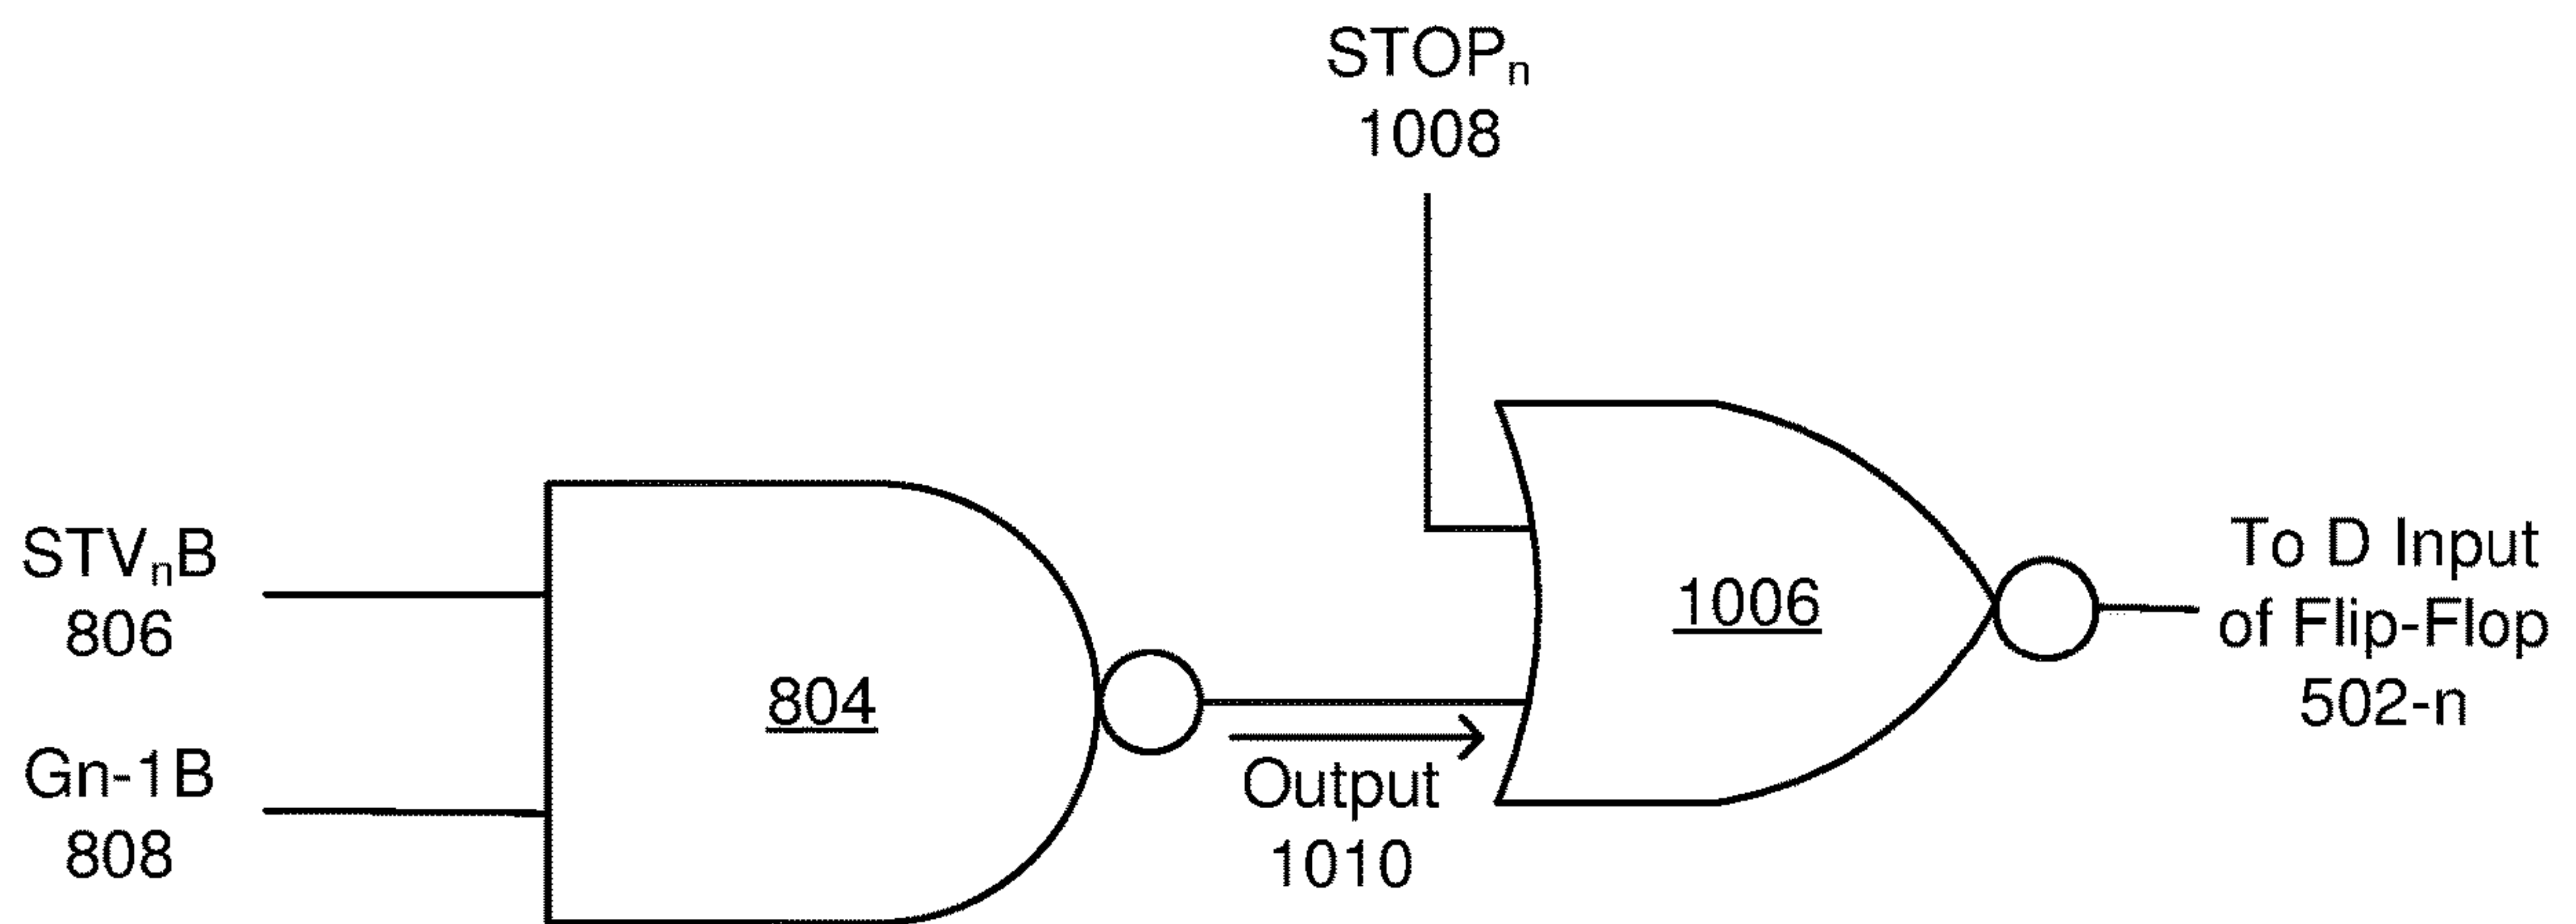 STOPₙ
1008
STVₙB
806
Gn-1B
808
804
Output
1010
1006
To D Input
of Flip-Flop
502-n